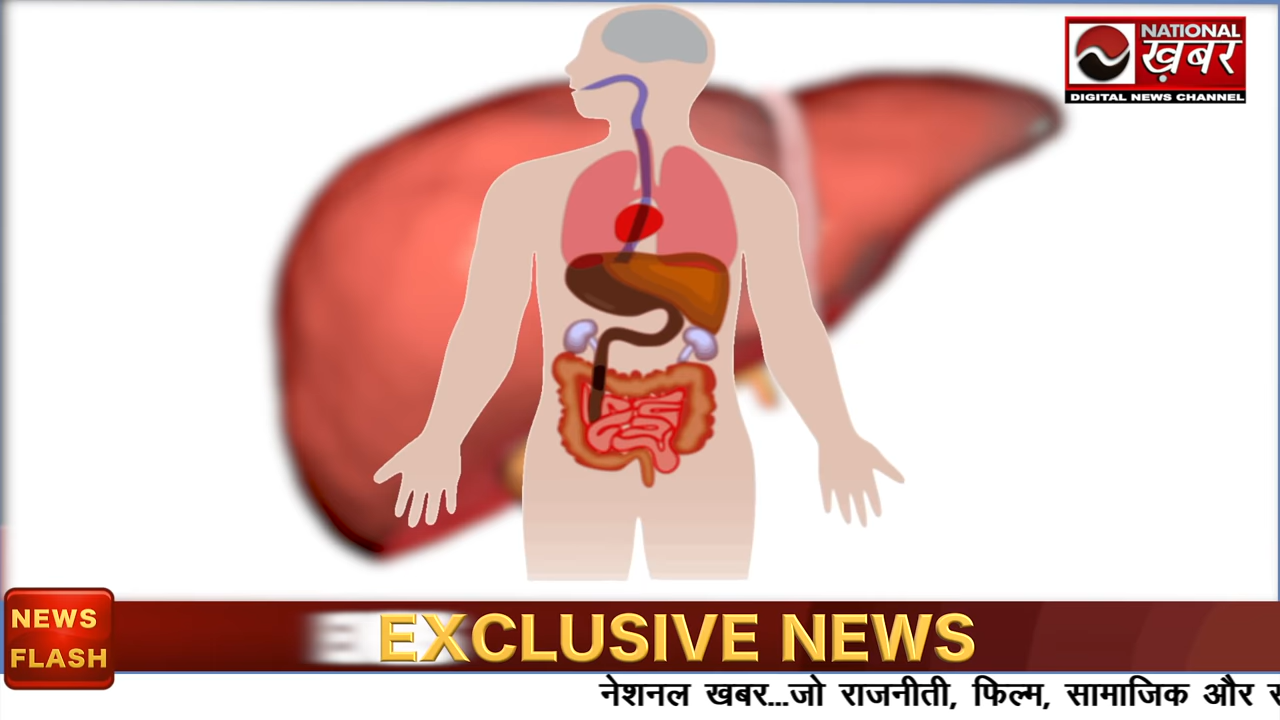 NATIONAL
ख़बर
DIGITAL NEWS CHANNEL
NEWS
FLASH
EXCLUSIVE NEWS
नेशनल खबर...जो राजनीती, फिल्म, सामाजिक और